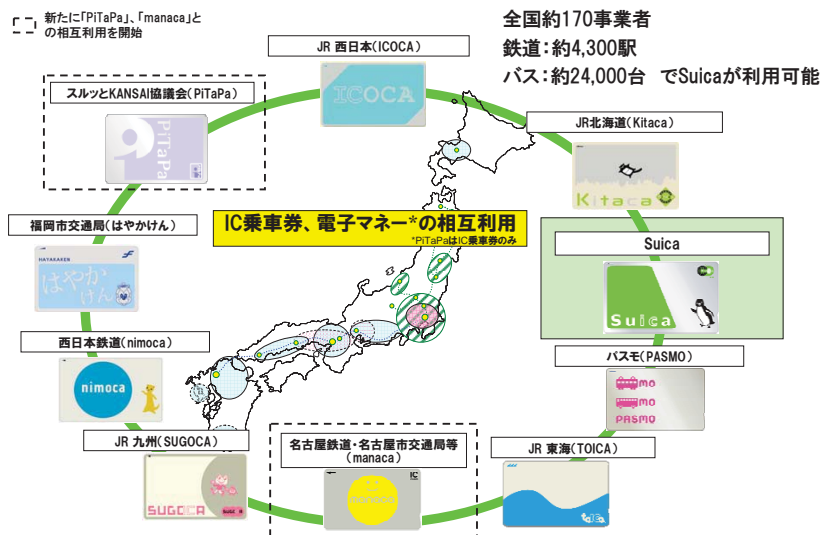 新たに「PiTaPa」、「manaca」と
の相互利用を開始
全国約170事業者
鉄道：約4,300駅
バス：約24,000台　でSuicaが利用可能
JR 西日本(ICOCA)
ICOCA
スルッとKANSAI協議会(PiTaPa)
PiTaPa
JR北海道(Kitaca)
Kitaca
IC乗車券、電子マネー*の相互利用
*PiTaPaはIC乗車券のみ
福岡市交通局(はやかけん)
HAYAKAKEN
はやか
けん
Suica
Suica
西日本鉄道(nimoca)
nimoca
パスモ(PASMO)
mo
mo
PASMO
JR 九州(SUGOCA)
SUGOCA
名古屋鉄道・名古屋市交通局等
(manaca)
IC
manaca
JR 東海(TOICA)
toica